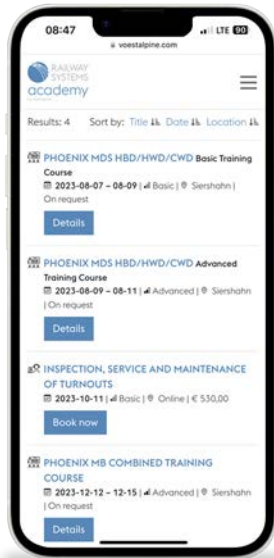 08:47
LTE 90
voestalpine.com
RAILWAY
SYSTEMS
academy
Results: 4 Sort by: Title Date Location
PHOENIX MDS HBD/HWD/CWD Basic Training
Course
2023-08-07 – 08-09 | Basic | Siershahn |
On request
Details
PHOENIX MDS HBD/HWD/CWD Advanced
Training Course
2023-08-09 – 08-11 | Advanced | Siershahn
| On request
Details
INSPECTION, SERVICE AND MAINTENANCE
OF TURNOUTS
2023-10-11 | Basic | Online | € 530,00
Book now
PHOENIX MB COMBINED TRAINING
COURSE
2023-12-12 – 12-15 | Advanced | Siershahn
| On request
Details